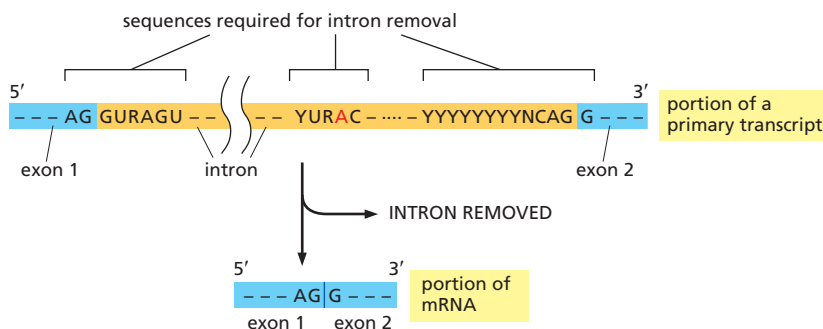 sequences required for intron removal
5′ 3′
– – – AG GURAGU – – – – YURAC – ···· – YYYYYYYYNCAG G – – –
portion of a
primary transcript
exon 1 intron exon 2
INTRON REMOVED
5′ 3′
– – – AG G – – –
portion of
mRNA
exon 1 exon 2